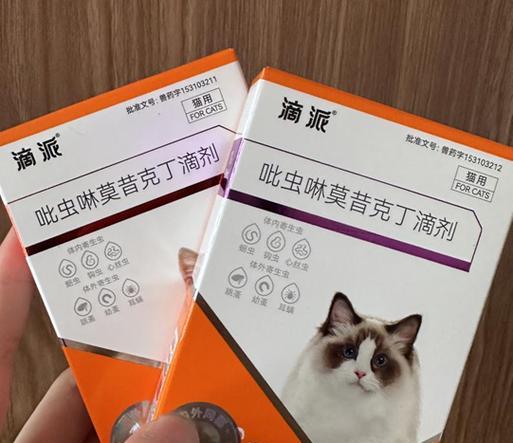 滴派®
批准文号：兽药字153103211
猫用
FOR CATS
吡虫啉莫昔克丁滴剂
体内寄生虫
蛔虫
钩虫
心丝虫
体外寄生虫
跳蚤
幼蚤
耳螨
滴派®
批准文号：兽药字153103212
猫用
FOR CATS
吡虫啉莫昔克丁滴剂
体内寄生虫
蛔虫
钩虫
心丝虫
体外寄生虫
跳蚤
幼蚤
耳螨